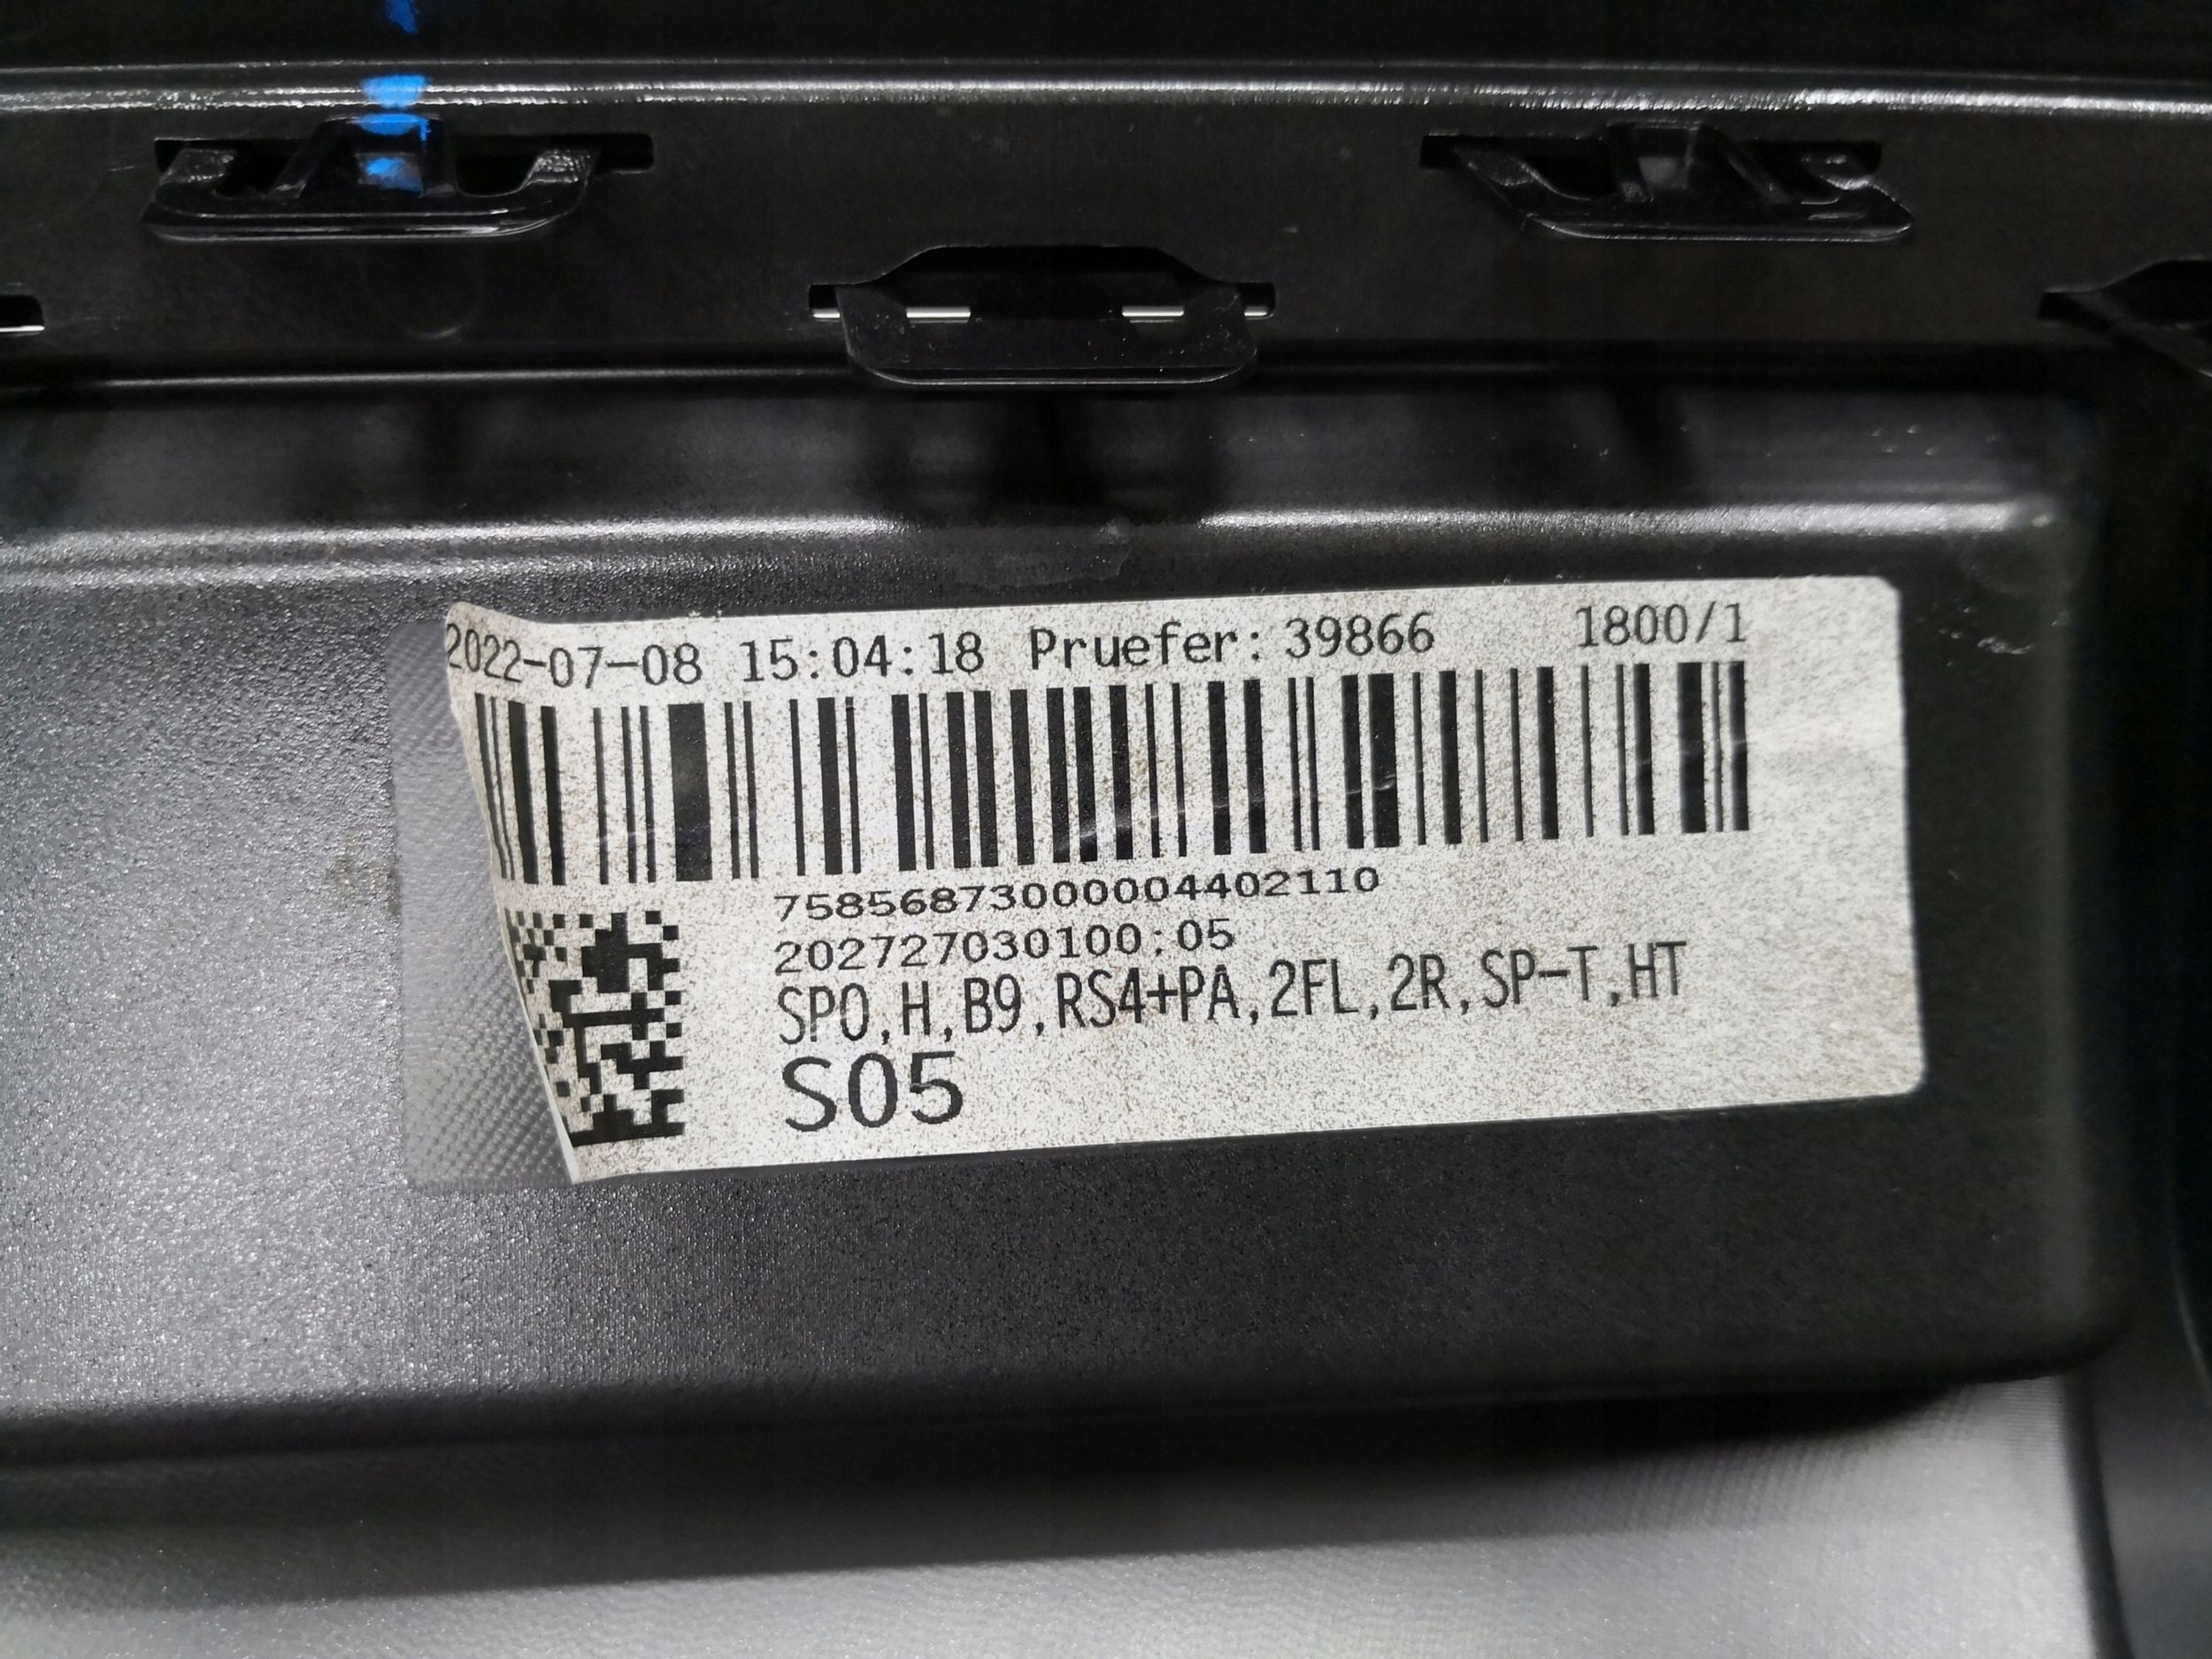 2022-07-08 15:04:18 Pruefer: 39866 1800/1
75856873000004402110
202727030100:05
SPO,H,B9,RS4+PA,2FL,2R,SP-T,HT
S05